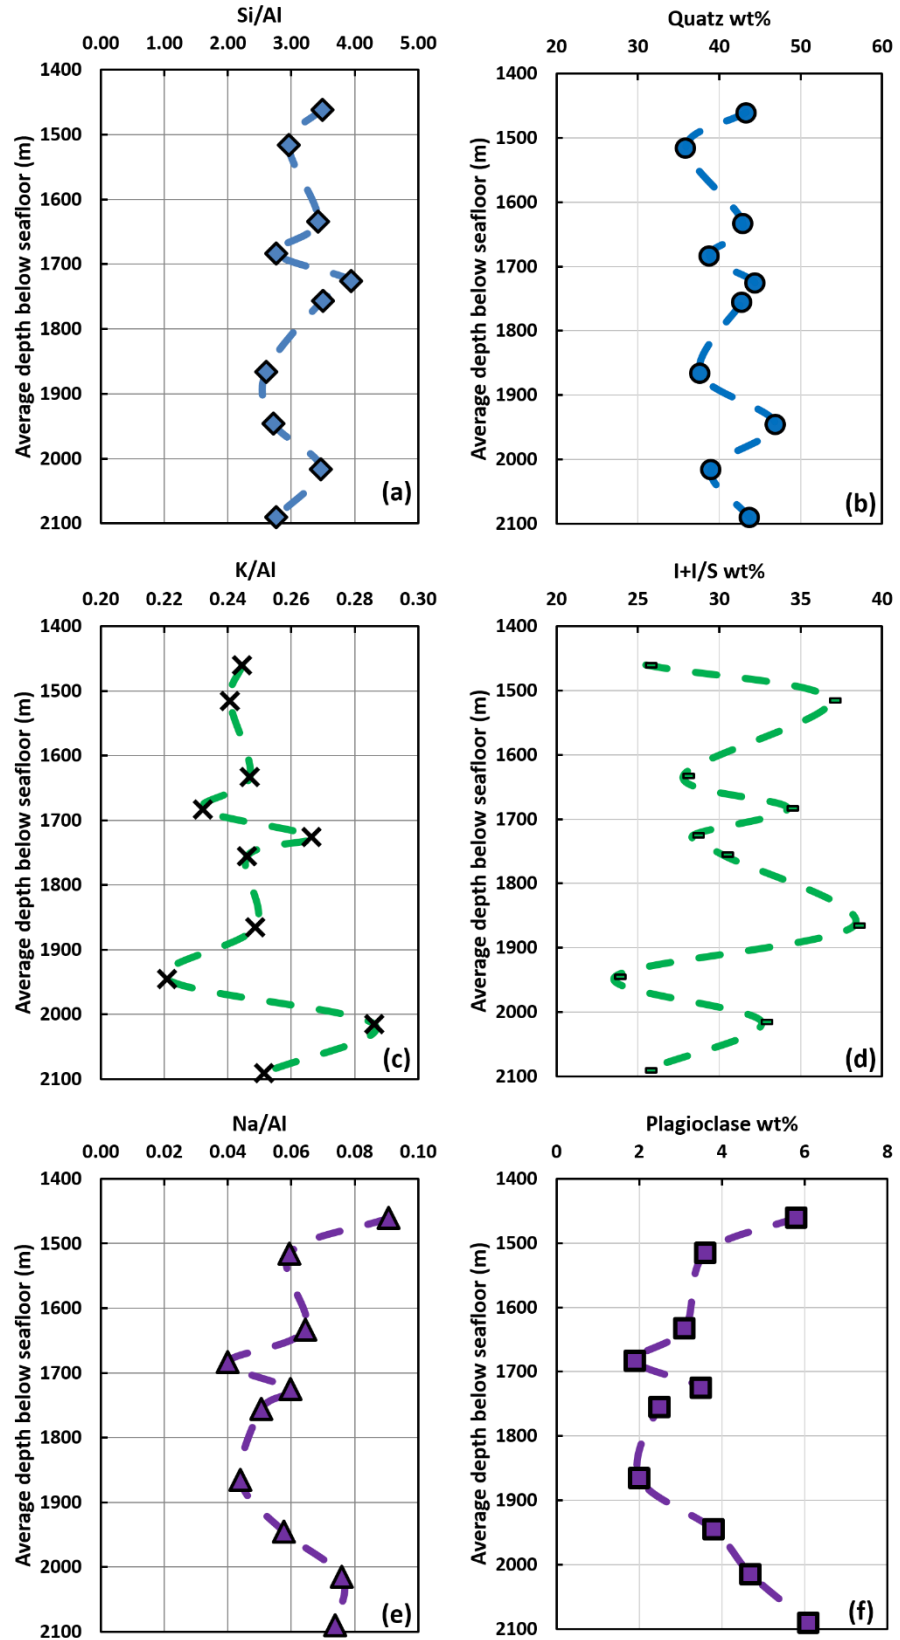 Si/Al
0.00 1.00 2.00 3.00 4.00 5.00
1400
1500
1600
1700
1800
1900
2000
2100
Average depth below seafloor (m)
(a)
Quatz wt%
20 30 40 50 60
1400
1500
1600
1700
1800
1900
2000
2100
Average depth below seafloor (m)
(b)
K/Al
0.20 0.22 0.24 0.26 0.28 0.30
1400
1500
1600
1700
1800
1900
2000
2100
Average depth below seafloor (m)
(c)
I+I/S wt%
20 25 30 35 40
1400
1500
1600
1700
1800
1900
2000
2100
Average depth below seafloor (m)
(d)
Na/Al
0.00 0.02 0.04 0.06 0.08 0.10
1400
1500
1600
1700
1800
1900
2000
2100
Average depth below seafloor (m)
(e)
Plagioclase wt%
0 2 4 6 8
1400
1500
1600
1700
1800
1900
2000
2100
Average depth below seafloor (m)
(f)